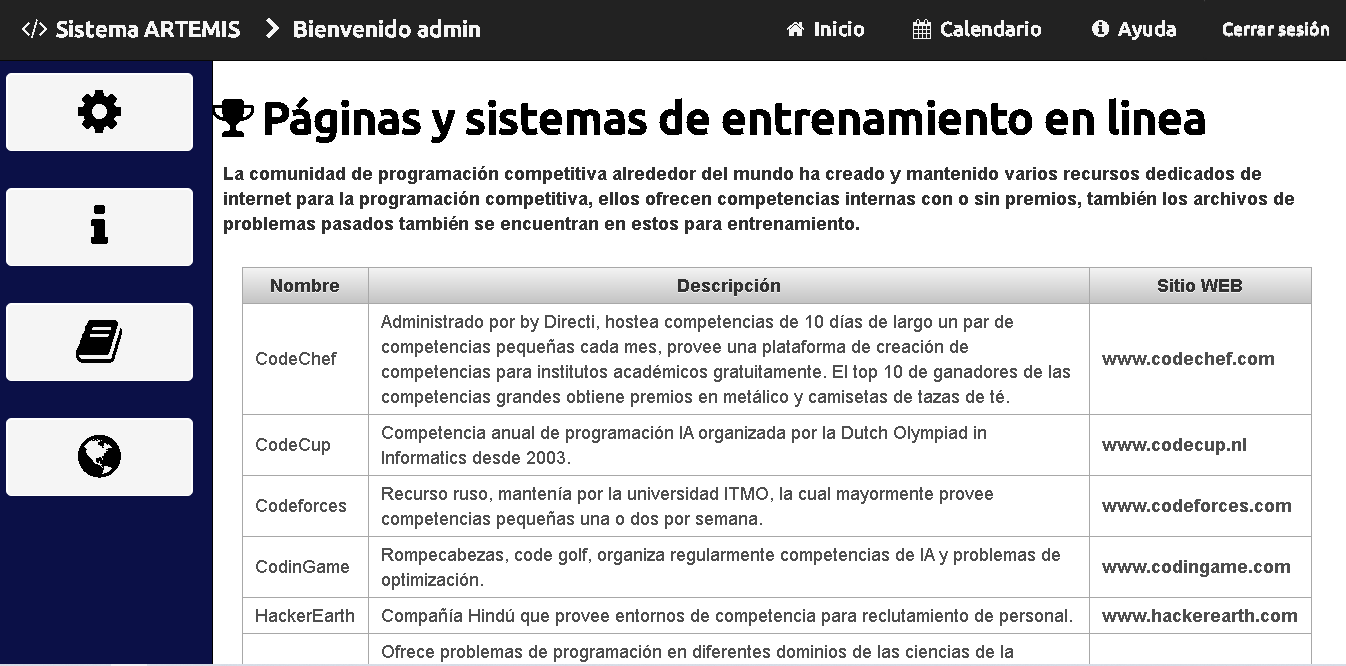 </> Sistema ARTEMIS > Bienvenido admin Inicio Calendario Ayuda Cerrar sesión
Páginas y sistemas de entrenamiento en linea
La comunidad de programación competitiva alrededor del mundo ha creado y mantenido varios recursos dedicados de
internet para la programación competitiva, ellos ofrecen competencias internas con o sin premios, también los archivos de
problemas pasados también se encuentran en estos para entrenamiento.
Nombre Descripción Sitio WEB
CodeChef
Administrado por by Directi, hostea competencias de 10 días de largo un par de
competencias pequeñas cada mes, provee una plataforma de creación de
competencias para institutos académicos gratuitamente. El top 10 de ganadores de las
competencias grandes obtiene premios en metálico y camisetas de tazas de té.
www.codechef.com
CodeCup
Competencia anual de programación IA organizada por la Dutch Olympiad in
Informatics desde 2003.
www.codecup.nl
Codeforces
Recurso ruso, mantenía por la universidad ITMO, la cual mayormente provee
competencias pequeñas una o dos por semana.
www.codeforces.com
CodinGame
Rompecabezas, code golf, organiza regularmente competencias de IA y problemas de
optimización.
www.codingame.com
HackerEarth
Compañía Hindú que provee entornos de competencia para reclutamiento de personal.
www.hackerearth.com
Ofrece problemas de programación en diferentes dominios de las ciencias de la